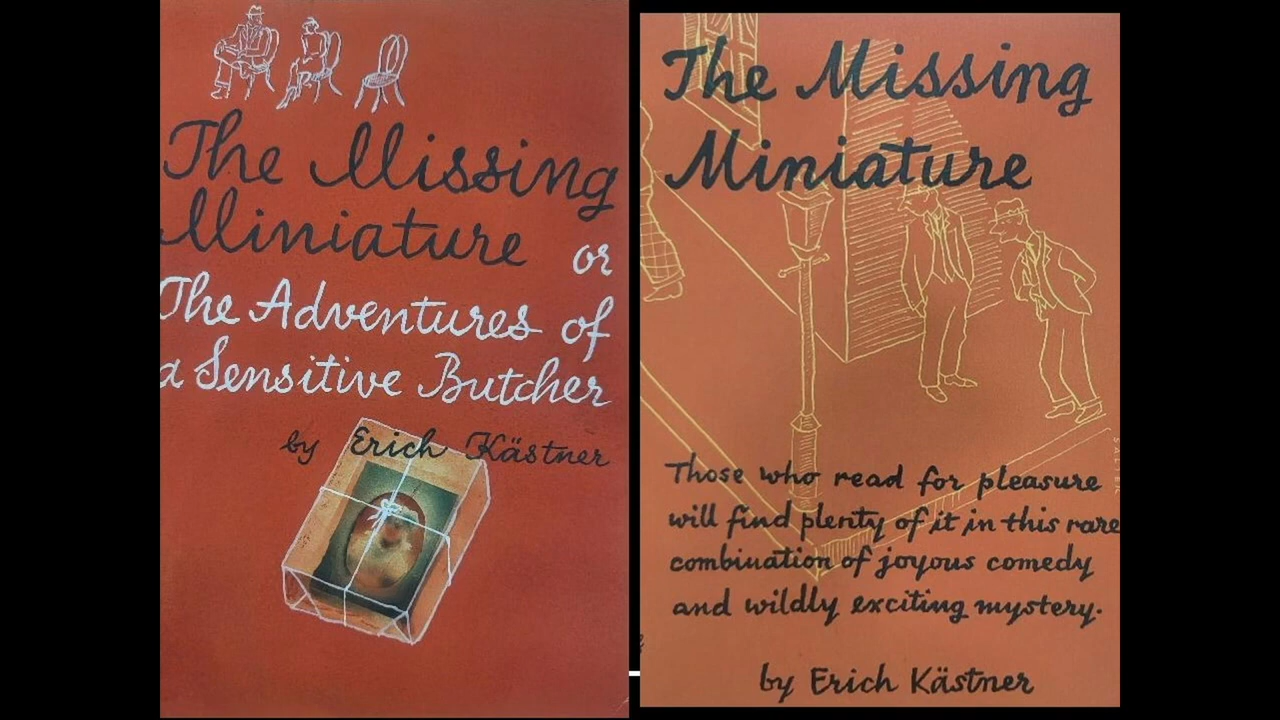 The Missing
Miniature or
The Adventures of
a Sensitive Butcher
by Erich Kästner
The Missing
Miniature
Those who read for pleasure
will find plenty of it in this rare
combination of joyous comedy
and wildly exciting mystery.
by Erich Kästner
SALTER